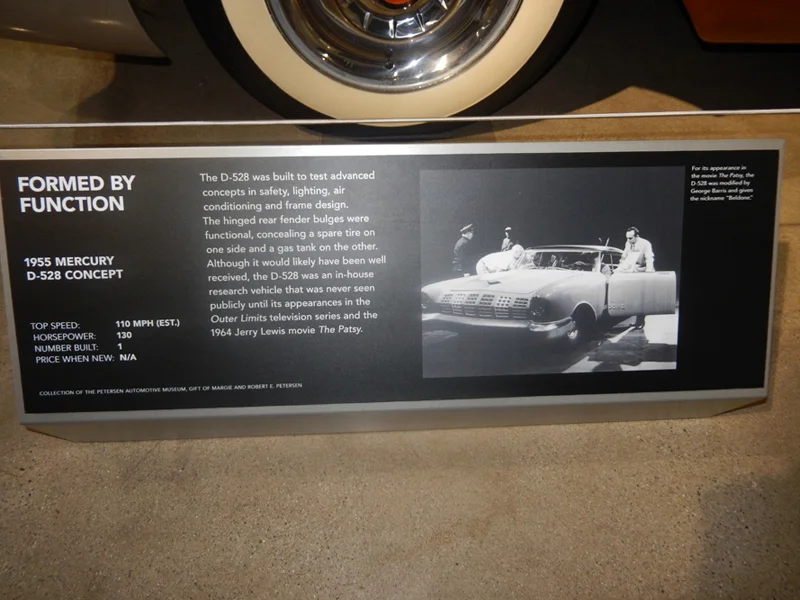 FORMED BY
FUNCTION
1955 MERCURY
D-528 CONCEPT
TOP SPEED: 110 MPH (EST.)
HORSEPOWER: 130
NUMBER BUILT: 1
PRICE WHEN NEW: N/A
COLLECTION OF THE PETERSEN AUTOMOTIVE MUSEUM, GIFT OF MARGIE AND ROBERT E. PETERSEN
The D-528 was built to test advanced
concepts in safety, lighting, air
conditioning and frame design.
The hinged rear fender bulges were
functional, concealing a spare tire on
one side and a gas tank on the other.
Although it would likely have been well
received, the D-528 was an in-house
research vehicle that was never seen
publicly until its appearances in the
Outer Limits television series and the
1964 Jerry Lewis movie The Patsy.
For its appearance in
the movie The Patsy, the
D-528 was modified by
George Barris and given
the nickname "Beldone."